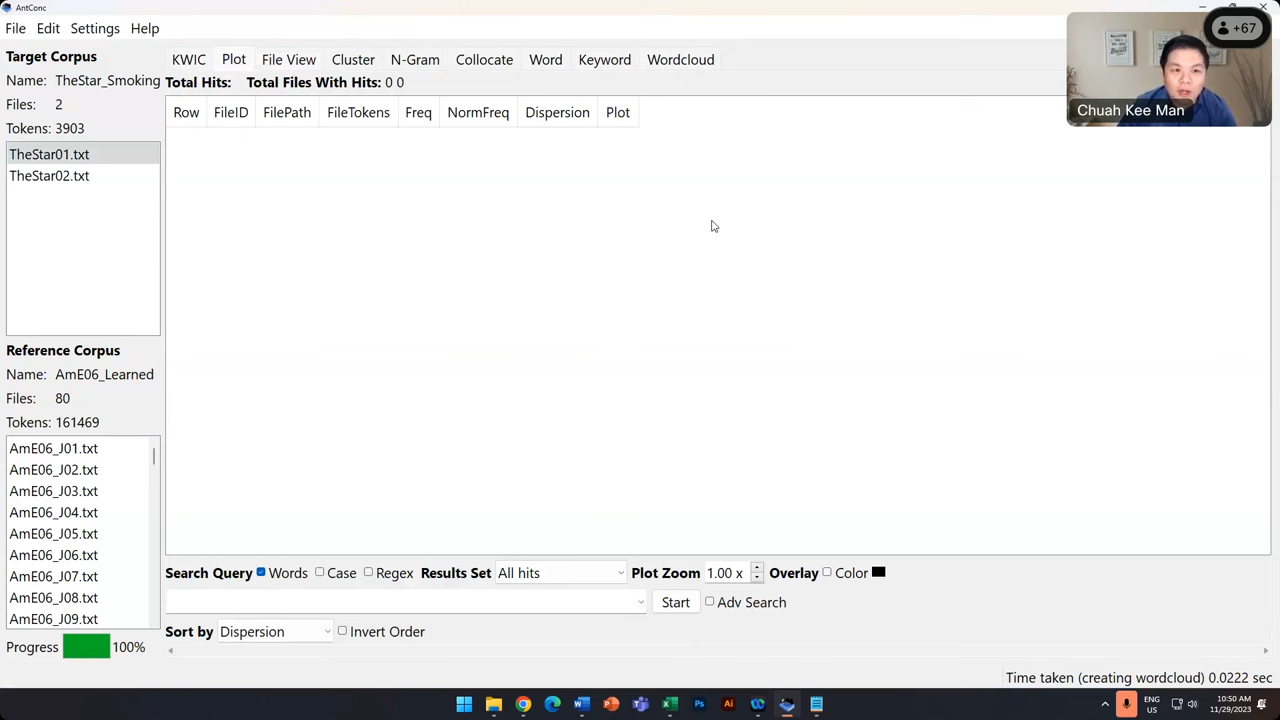 AntConc
File Edit Settings Help
+67
Chuah Kee Man
Target Corpus
Name: TheStar_Smoking
Files: 2
Tokens: 3903
TheStar01.txt
TheStar02.txt
Reference Corpus
Name: AmE06_Learned
Files: 80
Tokens: 161469
AmE06_J01.txt
AmE06_J02.txt
AmE06_J03.txt
AmE06_J04.txt
AmE06_J05.txt
AmE06_J06.txt
AmE06_J07.txt
AmE06_J08.txt
AmE06_J09.txt
Progress 100%
KWIC Plot File View Cluster N-Gram Collocate Word Keyword Wordcloud
Total Hits: Total Files With Hits: 0 0
Row FileID FilePath FileTokens Freq NormFreq Dispersion Plot
Search Query Words Case Regex Results Set All hits Plot Zoom 1.00 x Overlay Color
Start Adv Search
Sort by Dispersion Invert Order
Time taken (creating wordcloud) 0.0222 sec
ENG
US
10:50 AM
11/29/2023